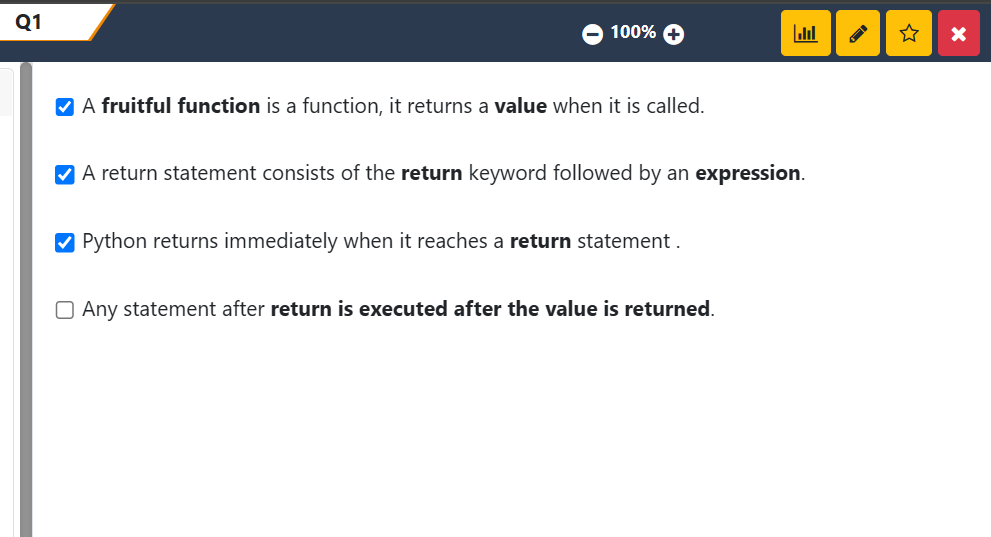 Q1
100%
A fruitful function is a function, it returns a value when it is called.
A return statement consists of the return keyword followed by an expression.
Python returns immediately when it reaches a return statement .
Any statement after return is executed after the value is returned.